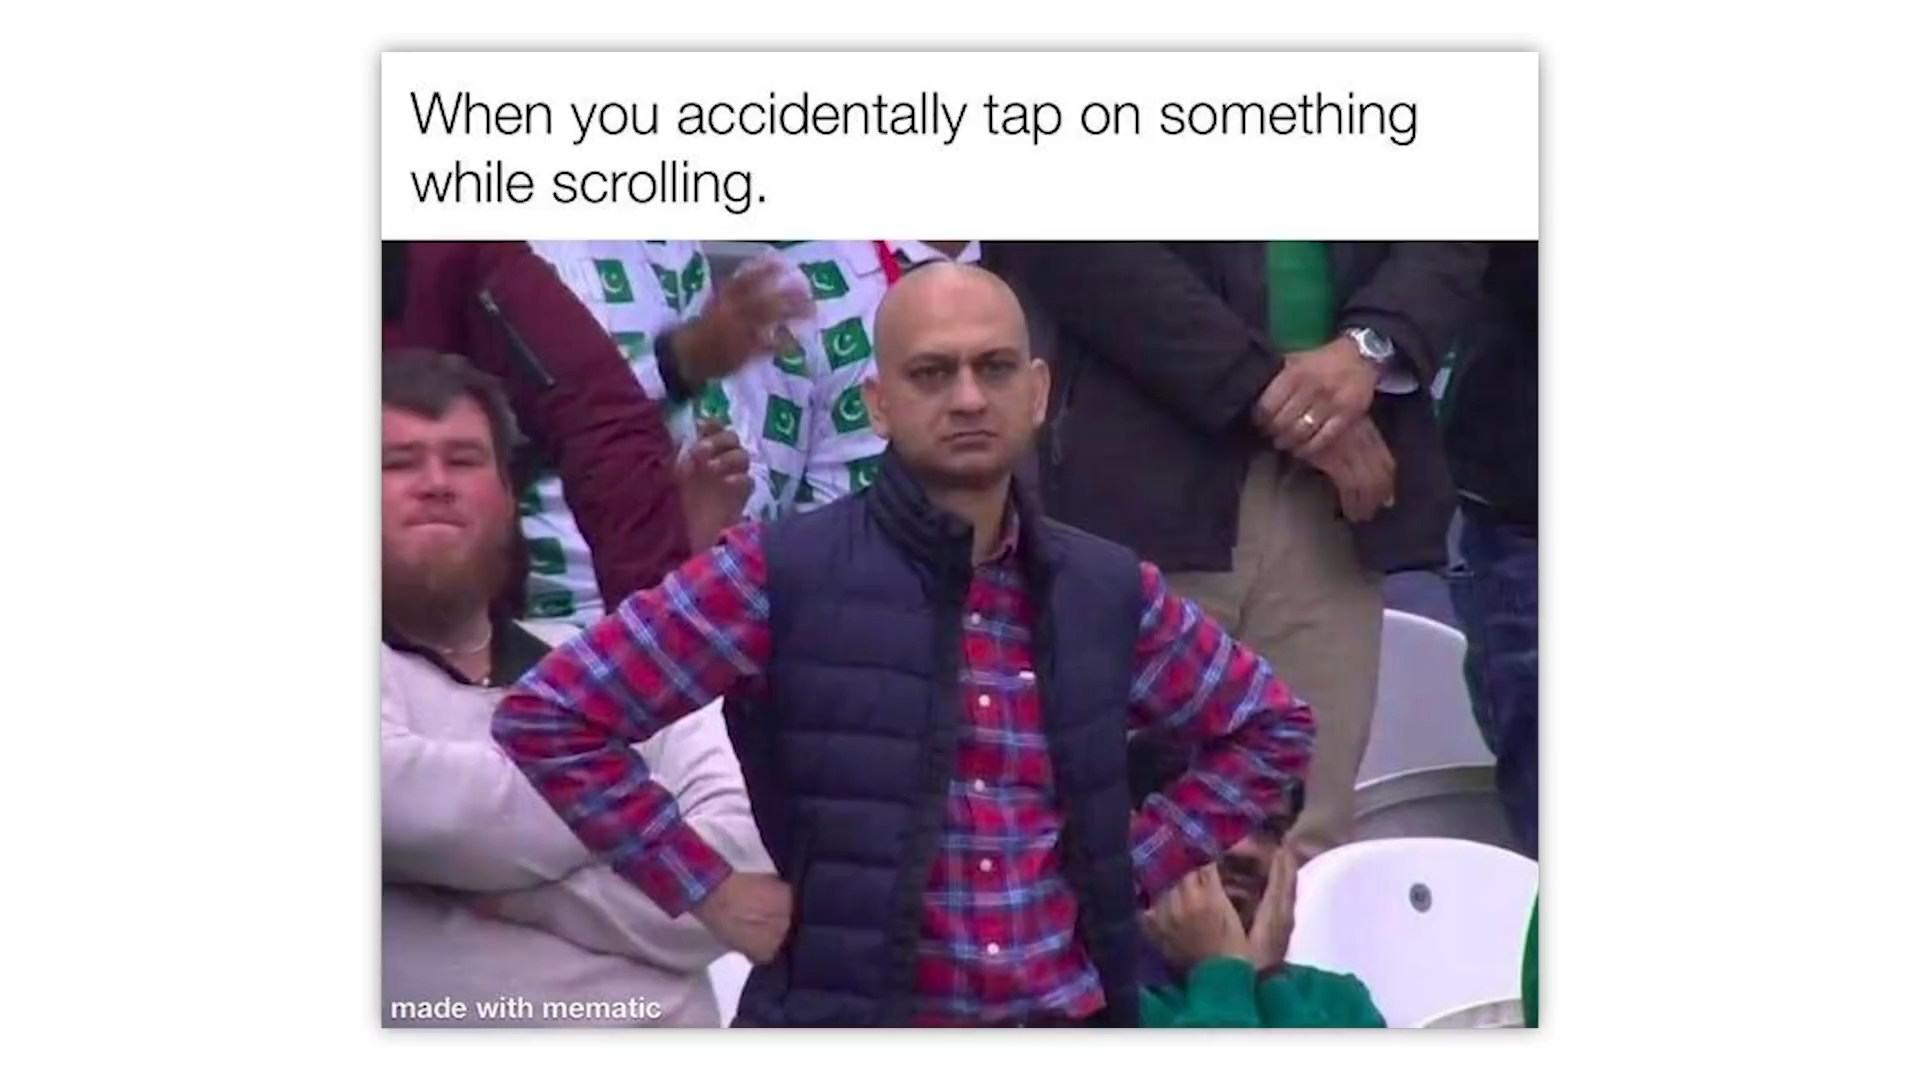 When you accidentally tap on something
while scrolling.
made with mematic